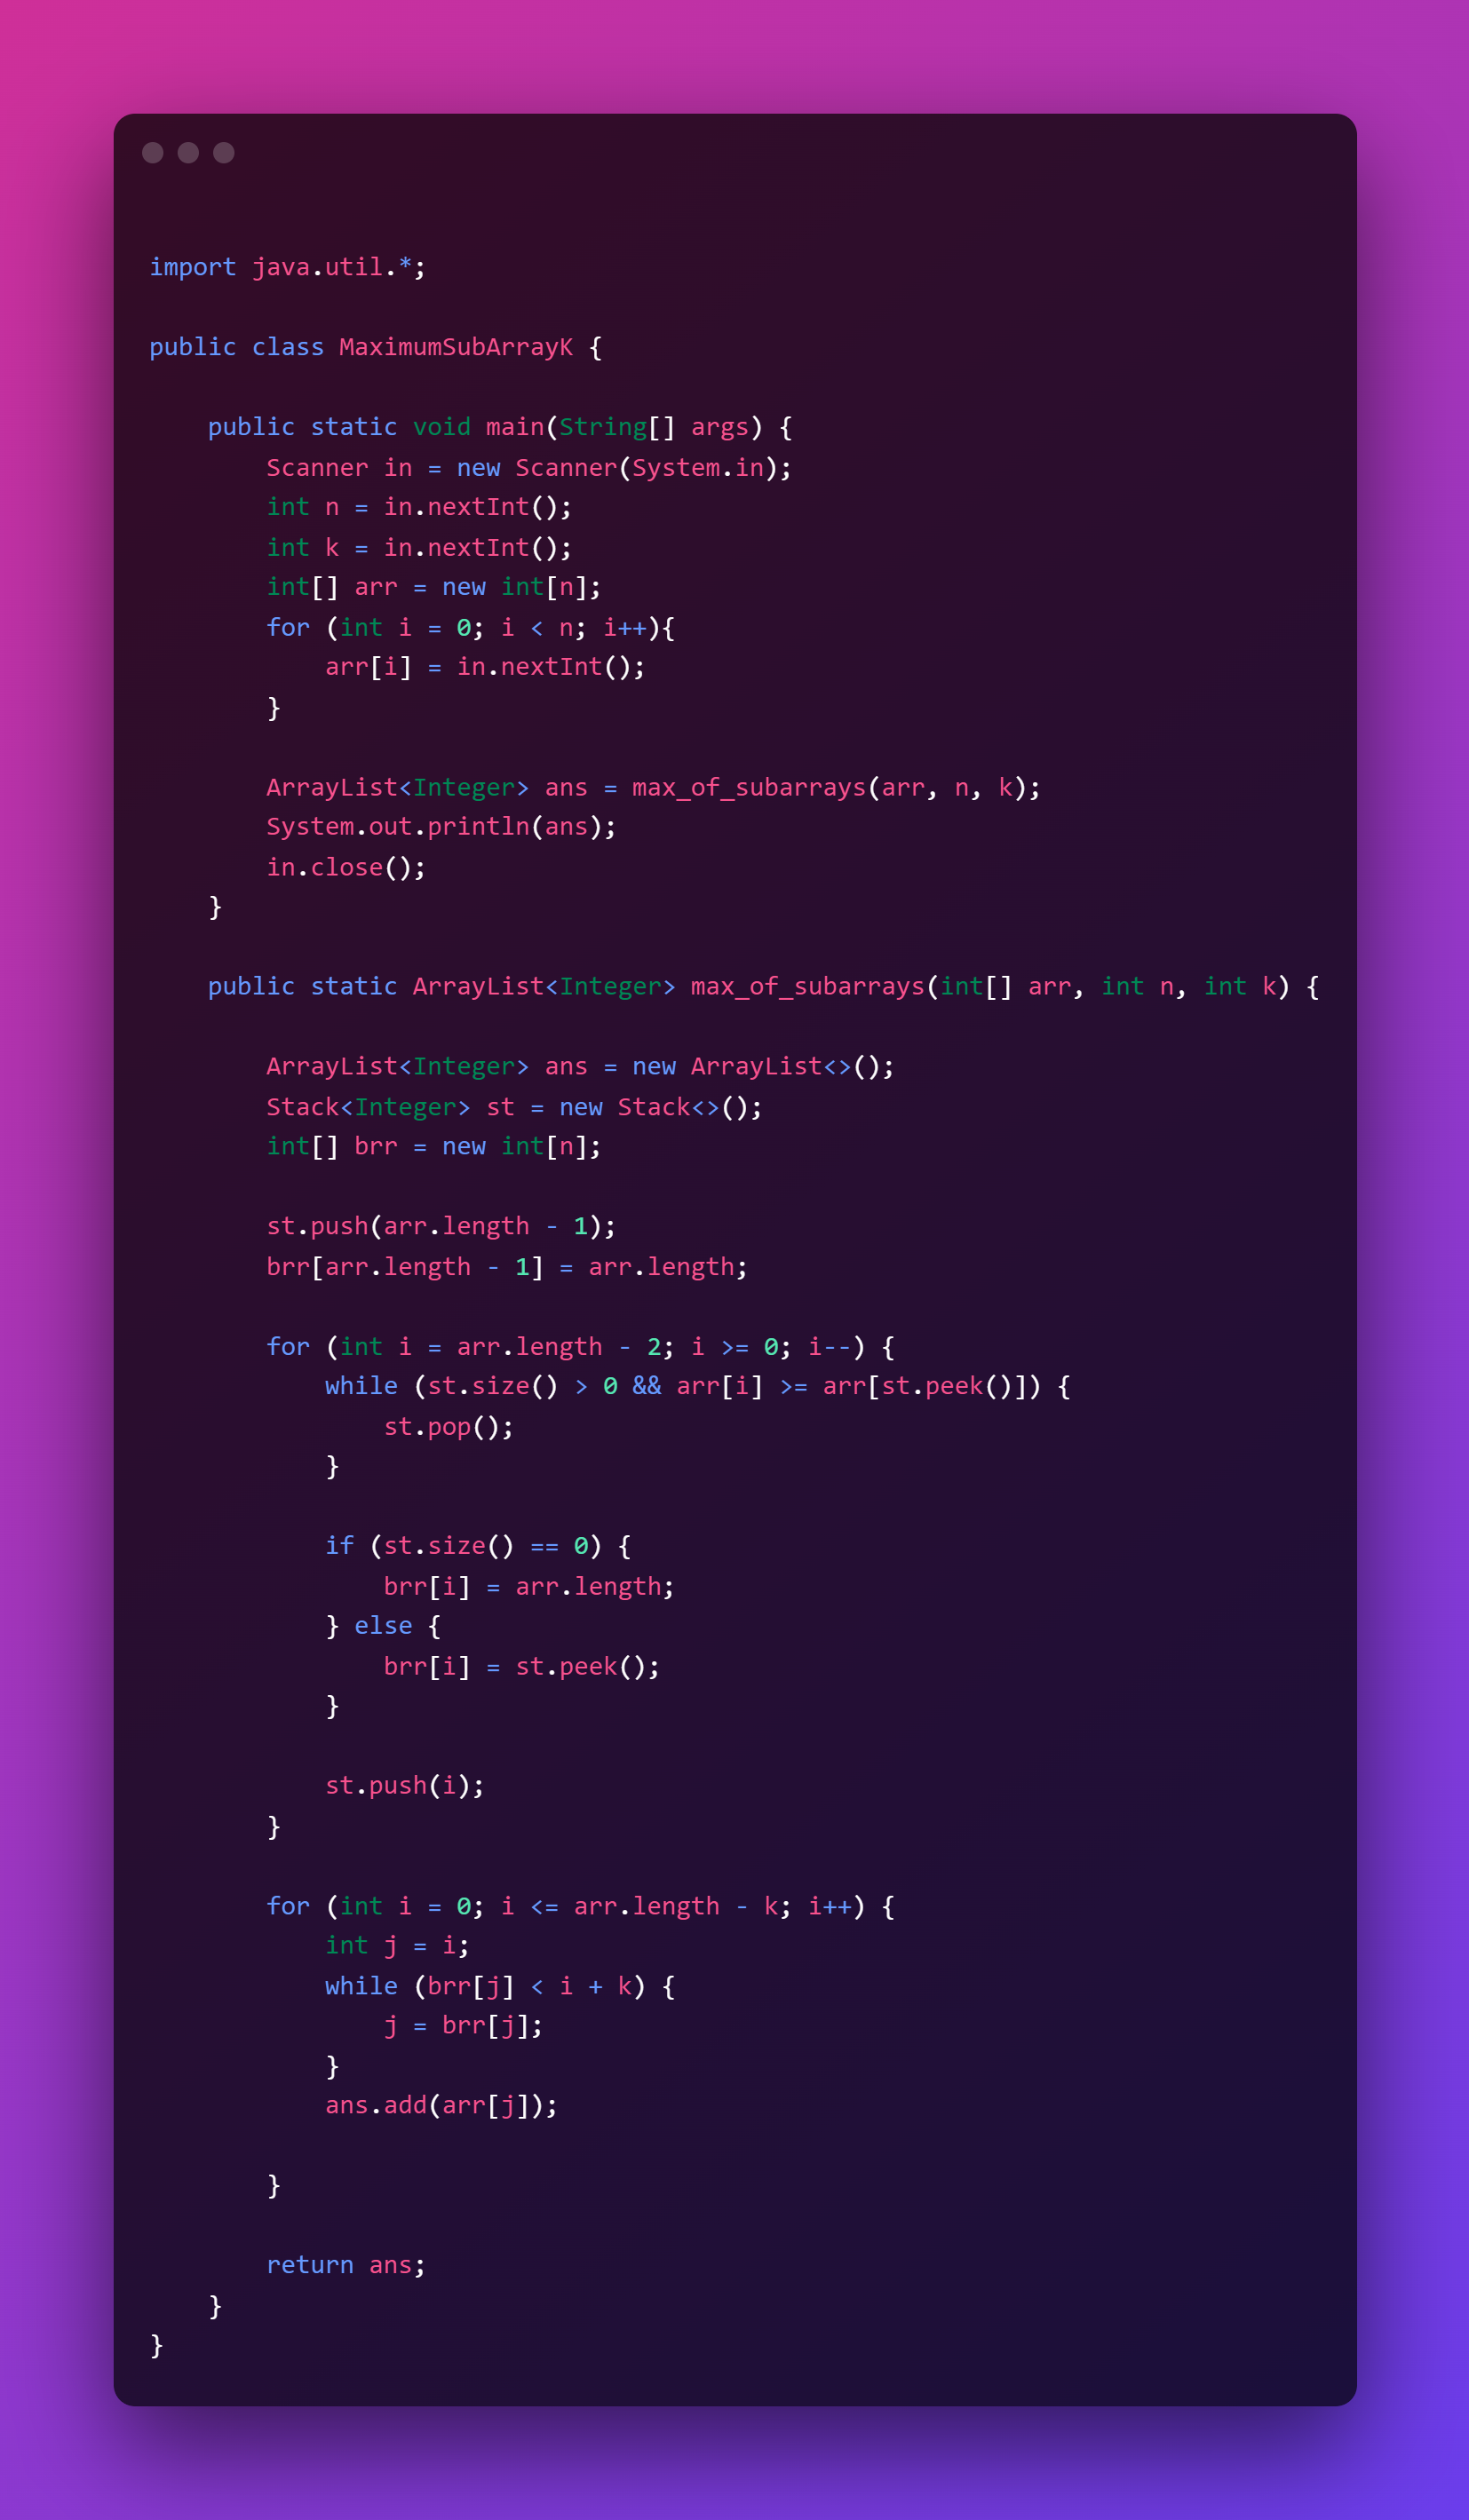 import java.util.*;
public class MaximumSubArrayK {
    public static void main(String[] args) {
        Scanner in = new Scanner(System.in);
        int n = in.nextInt();
        int k = in.nextInt();
        int[] arr = new int[n];
        for (int i = 0; i < n; i++){
            arr[i] = in.nextInt();
        }
        ArrayList<Integer> ans = max_of_subarrays(arr, n, k);
        System.out.println(ans);
        in.close();
    }
    public static ArrayList<Integer> max_of_subarrays(int[] arr, int n, int k) {
        ArrayList<Integer> ans = new ArrayList<>();
        Stack<Integer> st = new Stack<>();
        int[] brr = new int[n];
        st.push(arr.length - 1);
        brr[arr.length - 1] = arr.length;
        for (int i = arr.length - 2; i >= 0; i--) {
            while (st.size() > 0 && arr[i] >= arr[st.peek()]) {
                st.pop();
            }
            if (st.size() == 0) {
                brr[i] = arr.length;
            } else {
                brr[i] = st.peek();
            }
            st.push(i);
        }
        for (int i = 0; i <= arr.length - k; i++) {
            int j = i;
            while (brr[j] < i + k) {
                j = brr[j];
            }
            ans.add(arr[j]);
        }
        return ans;
    }
}